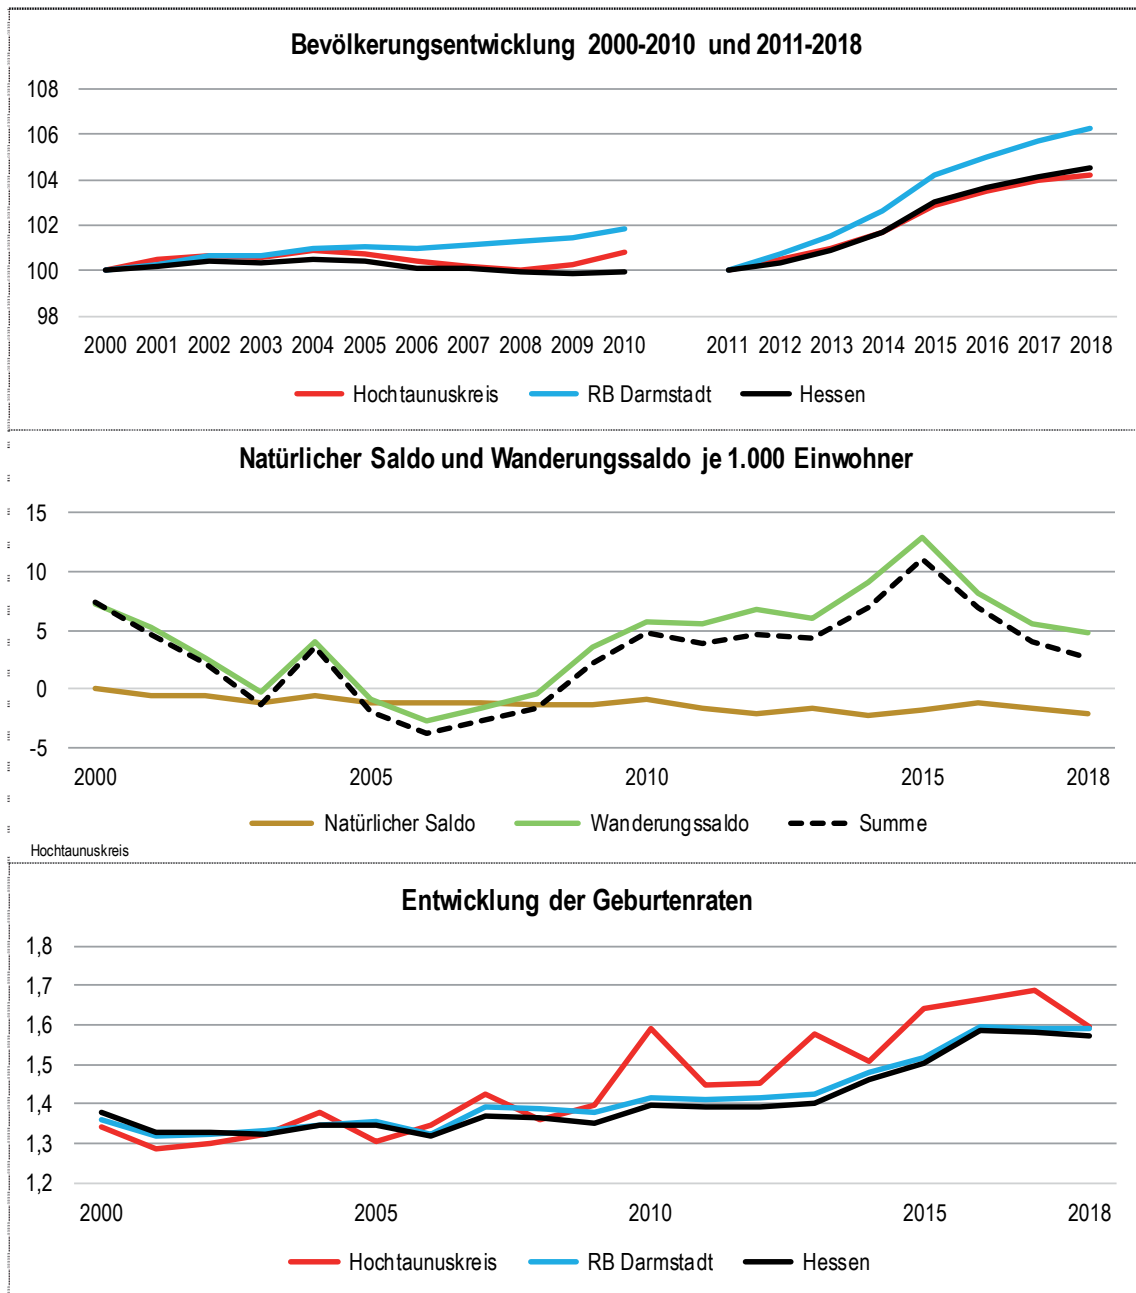 Bevölkerungsentwicklung 2000-2010 und 2011-2018
108
106
104
102
100
98
2000 2001 2002 2003 2004 2005 2006 2007 2008 2009 2010 2011 2012 2013 2014 2015 2016 2017 2018
Hochtaunuskreis RB Darmstadt Hessen
Natürlicher Saldo und Wanderungssaldo je 1.000 Einwohner
15
10
5
0
-5
2000 2005 2010 2015 2018
Natürlicher Saldo Wanderungssaldo Summe
Hochtaunuskreis
Entwicklung der Geburtenraten
1,8
1,7
1,6
1,5
1,4
1,3
1,2
2000 2005 2010 2015 2018
Hochtaunuskreis RB Darmstadt Hessen